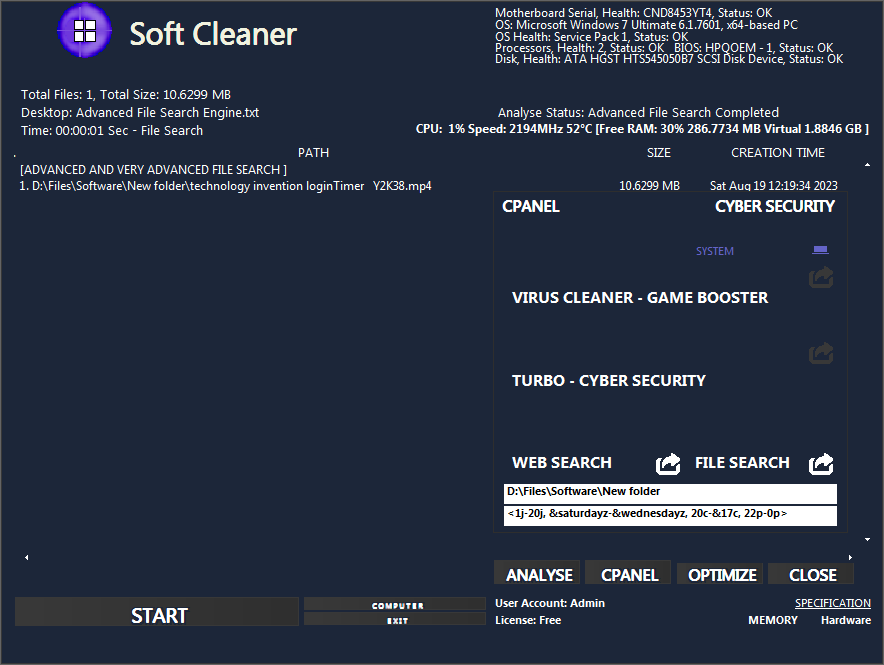 Soft Cleaner
Motherboard Serial, Health: CND8453YT4, Status: OK
OS: Microsoft Windows 7 Ultimate 6.1.7601, x64-based PC
OS Health: Service Pack 1, Status: OK
Processors, Health: 2, Status: OK BIOS: HPQOEM - 1, Status: OK
Disk, Health: ATA HGST HTS545050B7 SCSI Disk Device, Status: OK
Total Files: 1, Total Size: 10.6299 MB
Desktop: Advanced File Search Engine.txt
Time: 00:00:01 Sec - File Search
Analyse Status: Advanced File Search Completed
CPU: 1% Speed: 2194MHz 52°C [Free RAM: 30% 286.7734 MB Virtual 1.8846 GB ]
. PATH SIZE CREATION TIME
[ADVANCED AND VERY ADVANCED FILE SEARCH ]
1. D:\Files\Software\New folder\technology invention loginTimer Y2K38.mp4 10.6299 MB Sat Aug 19 12:19:34 2023
CPANEL CYBER SECURITY
SYSTEM
VIRUS CLEANER - GAME BOOSTER
TURBO - CYBER SECURITY
WEB SEARCH FILE SEARCH
D:\Files\Software\New folder
<1j-20j, &saturdayz-&wednesdayz, 20c-&17c, 22p-0p>
ANALYSE CPANEL OPTIMIZE CLOSE
START
COMPUTER
EXIT
User Account: Admin SPECIFICATION
License: Free MEMORY Hardware